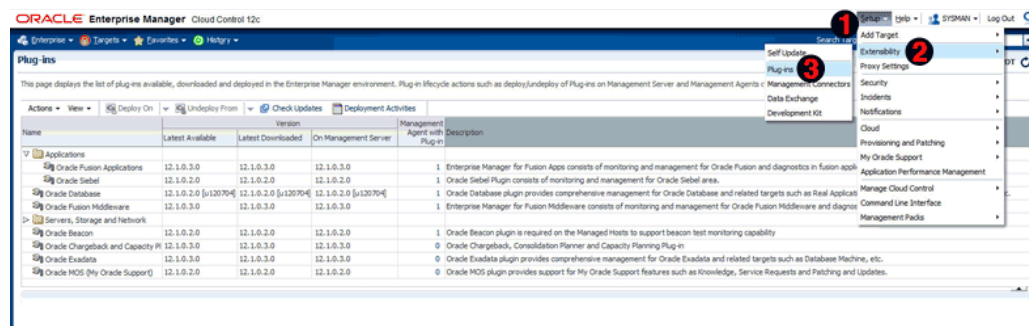 ORACLE Enterprise Manager Cloud Control 12c
Setup Help SYSMAN Log Out
1
Enterprise Targets Favorites History
Search
Add Target
Extensibility
2
Proxy Settings
Security
Incidents
Notifications
Cloud
Provisioning and Patching
My Oracle Support
Application Performance Management
Manage Cloud Control
Command Line Interface
Management Packs
Self Update
Plug-ins
3
Management Connectors
Data Exchange
Development Kit
Plug-ins
This page displays the list of plug-ins available, downloaded and deployed in the Enterprise Manager environment. Plug-in lifecycle actions such as deploy/undeploy of Plug-ins on Management Server and Management Agents
Actions View Deploy On Undeploy From Check Updates Deployment Activities
Name Version Management Agent with Plug-in Description
Latest Available Latest Downloaded On Management Server
Applications
Oracle Fusion Applications 12.1.0.3.0 12.1.0.3.0 12.1.0.3.0 1 Enterprise Manager for Fusion Apps consists of monitoring and management for Oracle Fusion and diagnostics in fusion
Oracle Siebel 12.1.0.2.0 12.1.0.2.0 12.1.0.2.0 1 Oracle Siebel Plugin consists of monitoring and management for Oracle Siebel area.
Oracle Database 12.1.0.2.0 [u120704] 12.1.0.2.0 [u120704] 12.1.0.2.0 [u120704] 1 Oracle Database plugin provides comprehensive management for Oracle Database and related targets such as Real
Oracle Fusion Middleware 12.1.0.3.0 12.1.0.3.0 12.1.0.3.0 1 Enterprise Manager for Fusion Middleware consists of monitoring and management for Oracle Fusion Middleware and
Servers, Storage and Network
Oracle Beacon 12.1.0.2.0 12.1.0.2.0 12.1.0.2.0 1 Oracle Beacon plugin is required on the Managed Hosts to support beacon test monitoring capability
Oracle Chargeback and Capacity Pl 12.1.0.3.0 12.1.0.3.0 12.1.0.3.0 0 Oracle Chargeback, Consolidation Planner and Capacity Planning Plug-in
Oracle Exadata 12.1.0.3.0 12.1.0.3.0 12.1.0.3.0 0 Oracle Exadata plugin provides comprehensive management for Oracle Exadata and related targets such as Database Machine, etc.
Oracle MOS (My Oracle Support) 12.1.0.2.0 12.1.0.2.0 12.1.0.2.0 0 Oracle MOS plugin provides support for My Oracle Support features such as Knowledge, Service Requests and Patching and Updates.